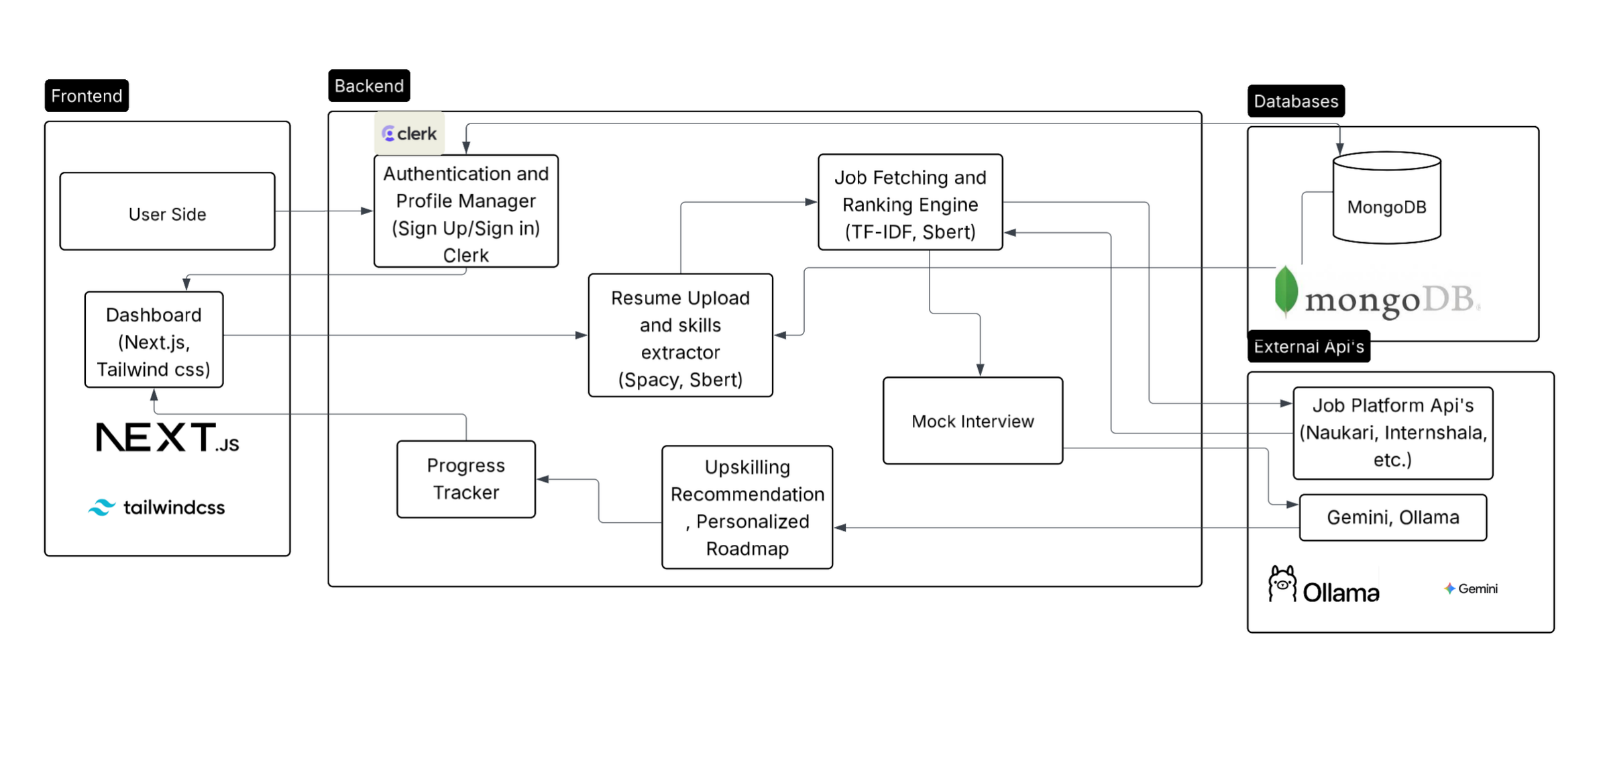 Frontend
User Side
Dashboard
(Next.js,
Tailwind css)
NEXT.JS
tailwindcss
Backend
clerk
Authentication and
Profile Manager
(Sign Up/Sign in)
Clerk
Resume Upload
and skills
extractor
(Spacy, Sbert)
Job Fetching and
Ranking Engine
(TF-IDF, Sbert)
Mock Interview
Progress
Tracker
Upskilling
Recommendation
, Personalized
Roadmap
Databases
MongoDB
mongoDB
External Api's
Job Platform Api's
(Naukari, Internshala,
etc.)
Gemini, Ollama
Ollama
Gemini